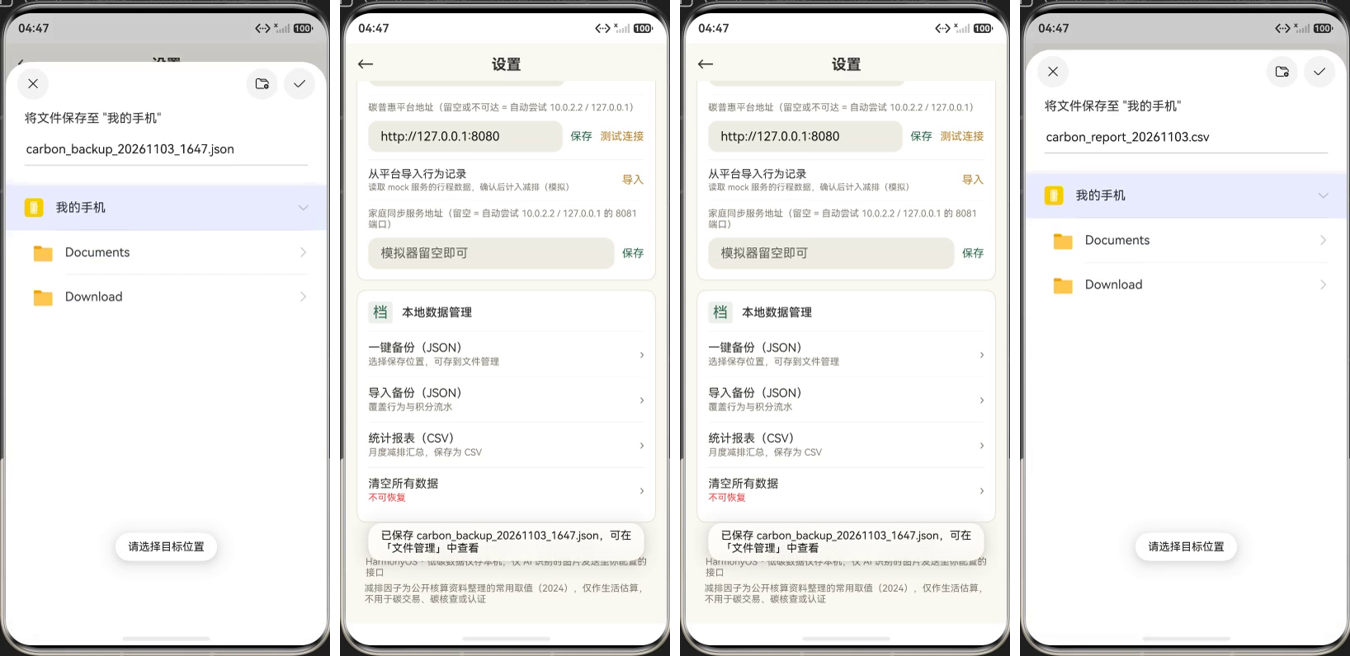 04:47
100
设置
将文件保存至 "我的手机"
carbon_backup_20261103_1647.json
我的手机
Documents
Download
请选择目标位置
04:47
100
设置
碳普惠平台地址（留空或不可达 = 自动尝试 10.0.2.2 / 127.0.0.1）
http://127.0.0.1:8080
保存
测试连接
从平台导入行为记录
读取 mock 服务的行程数据，确认后计入减排（模拟）
导入
家庭同步服务地址（留空 = 自动尝试 10.0.2.2 / 127.0.0.1 的 8081
端口）
模拟器留空即可
保存
档
本地数据管理
一键备份（JSON）
选择保存位置，可存到文件管理
导入备份（JSON）
覆盖行为与积分流水
统计报表（CSV）
月度减排汇总，保存为 CSV
清空所有数据
不可恢复
已保存 carbon_backup_20261103_1647.json，可在
「文件管理」中查看
接口
减排因子为公开核算资料整理的常用取值（2024），仅作生活估算，
不用于碳交易、碳核查或认证
04:47
100
设置
碳普惠平台地址（留空或不可达 = 自动尝试 10.0.2.2 / 127.0.0.1）
http://127.0.0.1:8080
保存
测试连接
从平台导入行为记录
读取 mock 服务的行程数据，确认后计入减排（模拟）
导入
家庭同步服务地址（留空 = 自动尝试 10.0.2.2 / 127.0.0.1 的 8081
端口）
模拟器留空即可
保存
档
本地数据管理
一键备份（JSON）
选择保存位置，可存到文件管理
导入备份（JSON）
覆盖行为与积分流水
统计报表（CSV）
月度减排汇总，保存为 CSV
清空所有数据
不可恢复
已保存 carbon_backup_20261103_1647.json，可在
「文件管理」中查看
接口
减排因子为公开核算资料整理的常用取值（2024），仅作生活估算，
不用于碳交易、碳核查或认证
04:47
100
将文件保存至 "我的手机"
carbon_report_20261103.csv
我的手机
Documents
Download
请选择目标位置